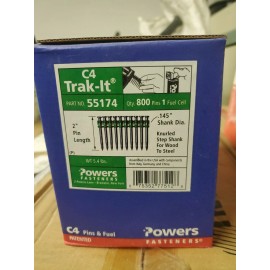 C4
Trak-It®
PART NO. 55174
Qty. 800 Pins 1 Fuel Cell
2"
Pin
Length
.145"
Shank Dia.
Knurled
Step Shank
For Wood
To Steel
Powers
FASTENERS
C4 Pins & Fuel
PATENTED
Powers
FASTENERS®